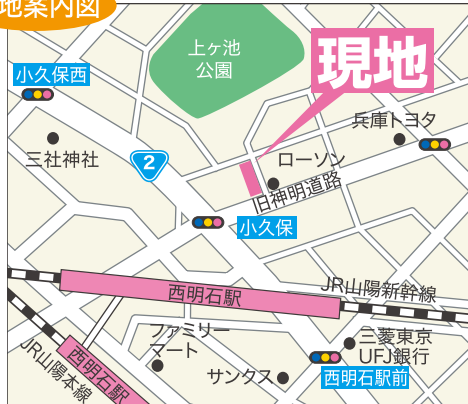 地案内図
上ヶ池
公園
現地
小久保西
兵庫トヨタ
三社神社
2
ローソン
旧神明道路
小久保
西明石駅
JR山陽新幹線
ファミリー
マート
三菱東京
UFJ銀行
JR山陽本線
西明石駅
サンクス
西明石駅前